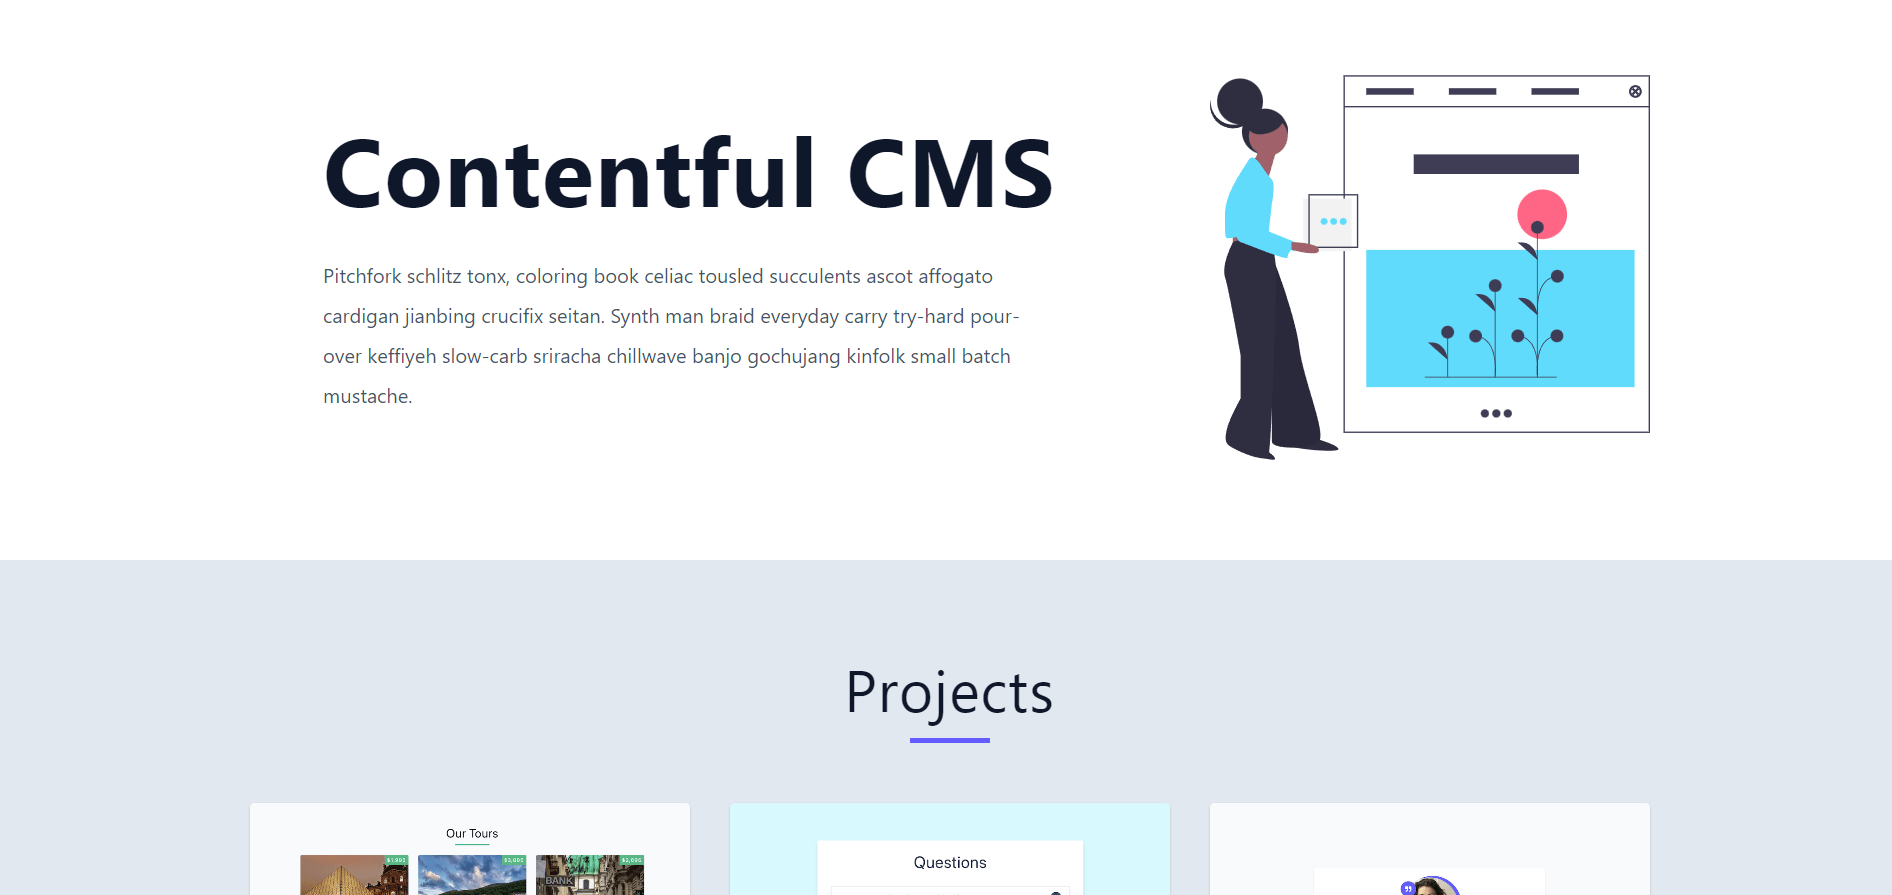 Contentful CMS
Pitchfork schlitz tonx, coloring book celiac tousled succulents ascot affogato
cardigan jianbing crucifix seitan. Synth man braid everyday carry try-hard pour-
over keffiyeh slow-carb sriracha chillwave banjo gochujang kinfolk small batch
mustache.
Projects
Our Tours
BANK
Questions